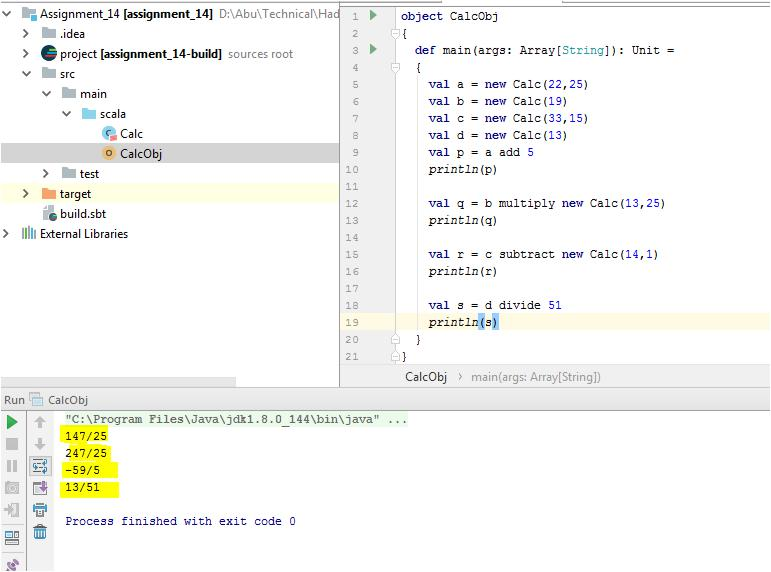 Assignment_14 [assignment_14] D:\Abu\Technical\Had
.idea
project [assignment_14-build] sources root
src
main
scala
Calc
CalcObj
test
target
build.sbt
External Libraries
1 object CalcObj
2 {
3 def main(args: Array[String]): Unit =
4 {
5 val a = new Calc(22,25)
6 val b = new Calc(19)
7 val c = new Calc(33,15)
8 val d = new Calc(13)
9 val p = a add 5
10 println(p)
11
12 val q = b multiply new Calc(13,25)
13 println(q)
14
15 val r = c subtract new Calc(14,1)
16 println(r)
17
18 val s = d divide 51
19 println(s)
20 }
21 }
CalcObj > main(args: Array[String])
Run CalcObj
"C:\Program Files\Java\jdk1.8.0_144\bin\java" ...
147/25
247/25
-59/5
13/51
Process finished with exit code 0